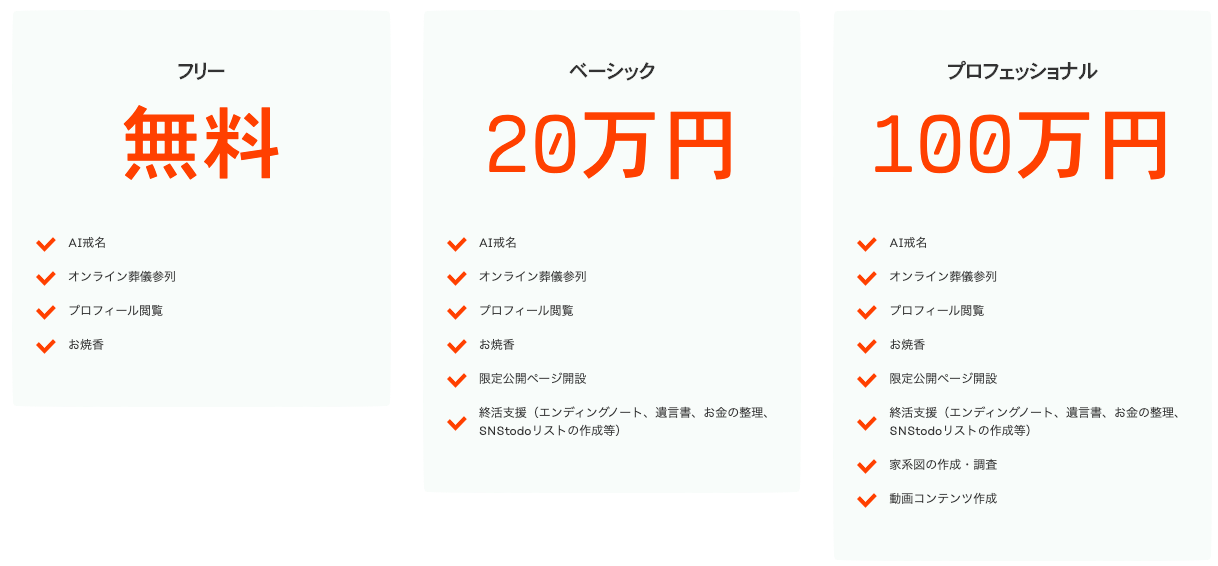 フリー
無料
AI戒名
オンライン葬儀参列
プロフィール閲覧
お焼香
ベーシック
20万円
AI戒名
オンライン葬儀参列
プロフィール閲覧
お焼香
限定公開ページ開設
終活支援（エンディングノート、遺言書、お金の整理、
SNStodoリストの作成等）
プロフェッショナル
100万円
AI戒名
オンライン葬儀参列
プロフィール閲覧
お焼香
限定公開ページ開設
終活支援（エンディングノート、遺言書、お金の整理、
SNStodoリストの作成等）
家系図の作成・調査
動画コンテンツ作成